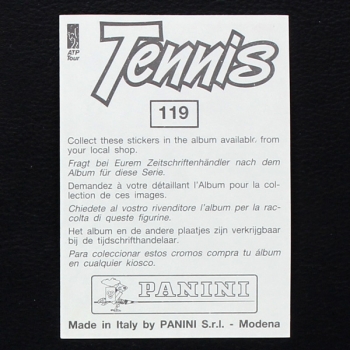 ATP
Tour
Tennis
119
Collect these stickers in the album availablr. from
your local shop.
Fragt bei Eurem Zeitschriftenhändler nach dem
Album für diese Serie.
Demandez à votre détaillant l'Album pour la col-
lection de ces images.
Chiedete al vostro rivenditore l'album per la rac-
colta di queste figurine.
Het album en de andere plaatjes zijn verkrijgbaar
bij de tijdschrifthandelaar.
Para coleccionar estos cromos compra tu álbum
en cualquier kiosco.
PANINI
Made in Italy by PANINI S.r.l. - Modena